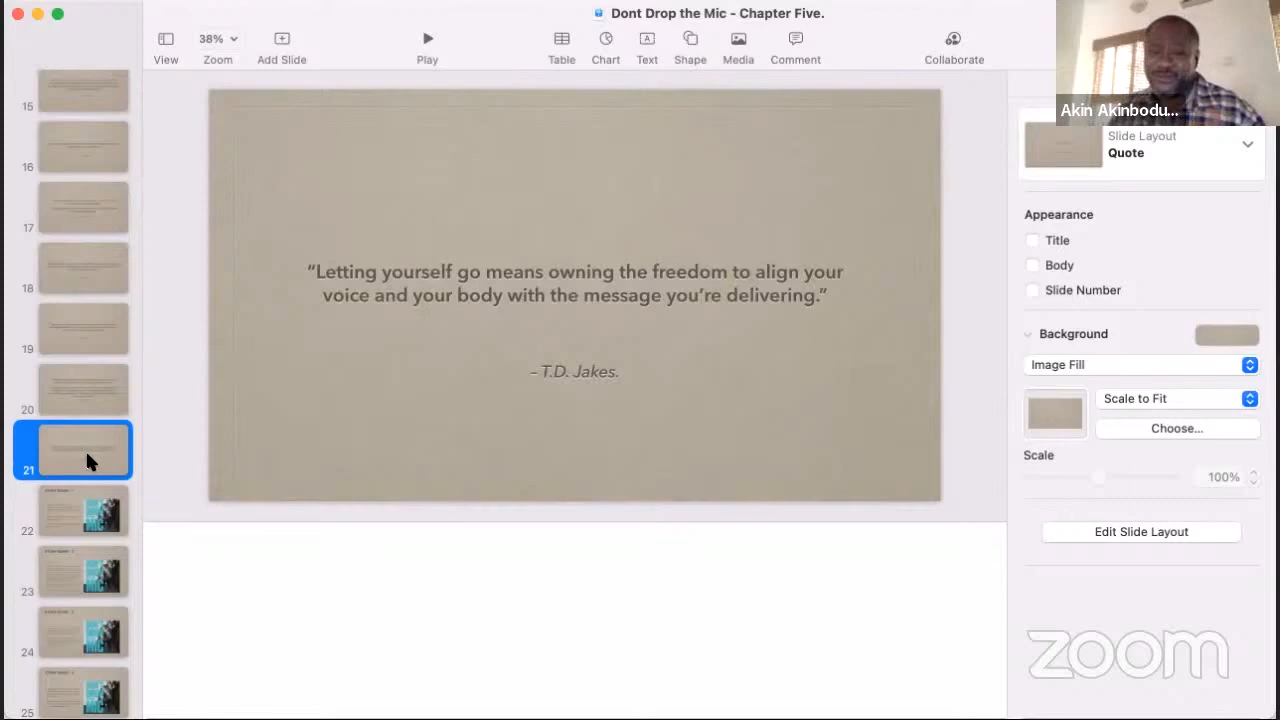 Dont Drop the Mic - Chapter Five.
38%
View
Zoom
Add Slide
Play
Table
Chart
Text
Shape
Media
Comment
Collaborate
Akin Akinbodu...
15
16
17
18
19
20
21
22
23
24
25
“Letting yourself go means owning the freedom to align your
voice and your body with the message you’re delivering.”
– T.D. Jakes.
Slide Layout
Quote
Appearance
Title
Body
Slide Number
Background
Image Fill
Scale to Fit
Choose...
Scale
100%
Edit Slide Layout
zoom